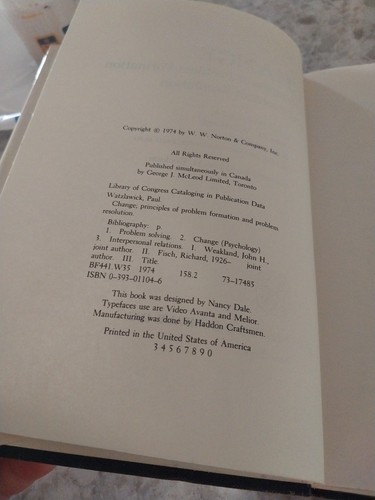 Copyright © 1974 by W. W. Norton & Company, Inc.
All Rights Reserved
Published simultaneously in Canada
by George J. McLeod Limited, Toronto
Library of Congress Cataloging in Publication Data
Watzlawick, Paul.
Change; principles of problem formation and problem
resolution.
Bibliography: p.
1. Problem solving. 2. Change (Psychology)
3. Interpersonal relations. I. Weakland, John H.,
joint author. II. Fisch, Richard, 1926– joint
author III. Title.
BF441.W35 1974 158.2 73-17485
ISBN 0-393-01104-6
This book was designed by Nancy Dale.
Typefaces use are Video Avanta and Melior.
Manufacturing was done by Haddon Craftsmen.
Printed in the United States of America
3 4 5 6 7 8 9 0